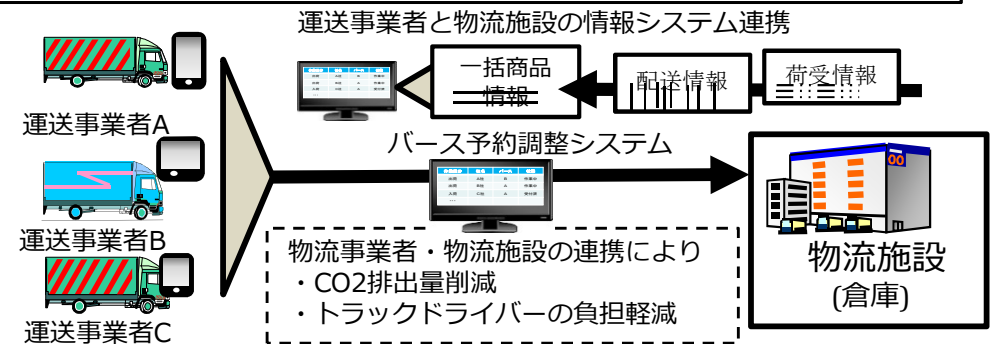 運送事業者と物流施設の情報システム連携
一括商品
情報
配送情報
荷受情報
運送事業者A
バース予約調整システム
運送事業者B
物流事業者・物流施設の連携により
・CO2排出量削減
・トラックドライバーの負担軽減
運送事業者C
00
物流施設
(倉庫)